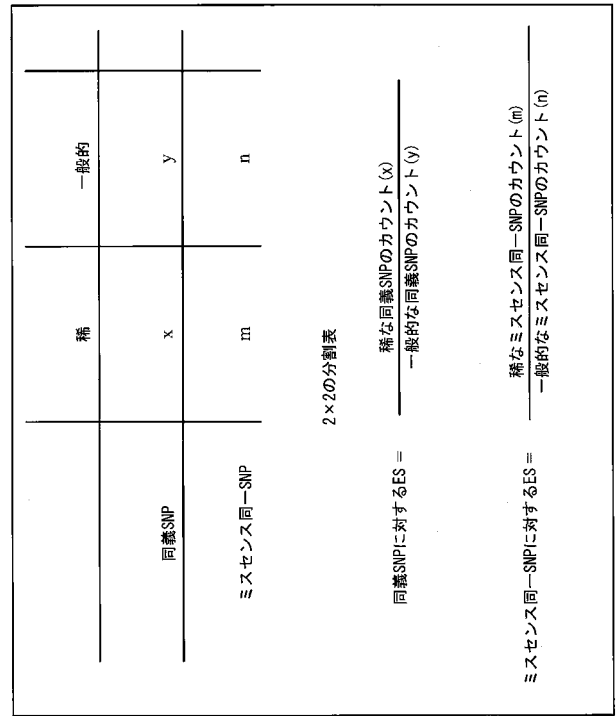 稀 一般的
同義SNP x y
ミスセンス同一SNP m n
2×2の分割表
同義SNPに対するES = 稀な同義SNPのカウント(x)
一般的な同義SNPのカウント(y)
ミスセンス同一SNPに対するES = 稀なミスセンス同一SNPのカウント(m)
一般的なミスセンス同一SNPのカウント(n)